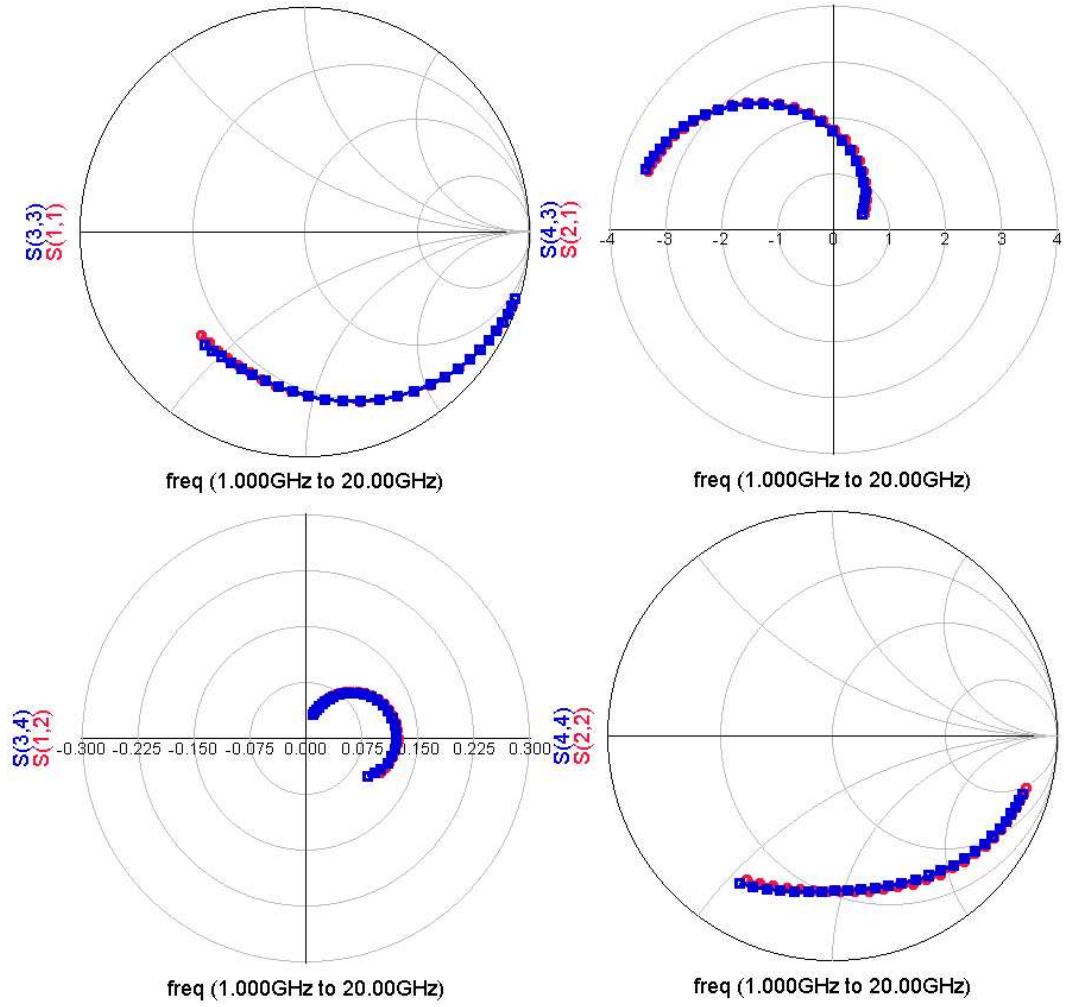 S(3,3)
S(1,1)
freq (1.000GHz to 20.00GHz)
S(4,3)
S(2,1)
-4 -3 -2 -1 0 1 2 3 4
freq (1.000GHz to 20.00GHz)
S(3,4)
S(1,2)
-0.300 -0.225 -0.150 -0.075 0.000 0.075 0.150 0.225 0.300
freq (1.000GHz to 20.00GHz)
S(4,4)
S(2,2)
freq (1.000GHz to 20.00GHz)